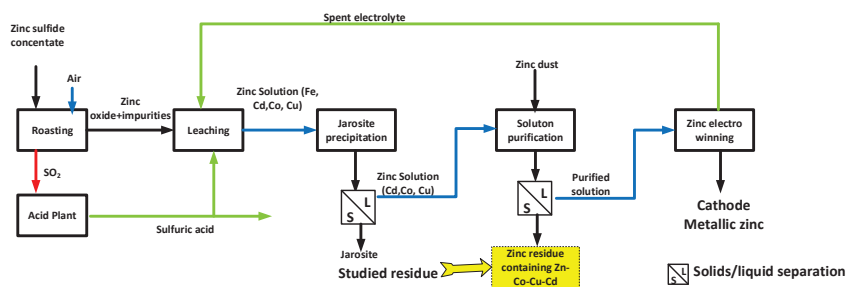 Spent electrolyte
Zinc sulfide
concentate
Air
Zinc
oxide+impurities
Zinc Solution (Fe,
Cd,Co, Cu)
Zinc dust
Roasting
Leaching
Jarosite
precipitation
Soluton
purification
Zinc electro
winning
SO2
Acid Plant
Sulfuric acid
Zinc Solution
(Cd,Co, Cu)
L
S
Jarosite
Purified
solution
L
S
Cathode
Metallic zinc
Studied residue
Zinc residue
containing Zn-
Co-Cu-Cd
L
S
Solids/liquid separation